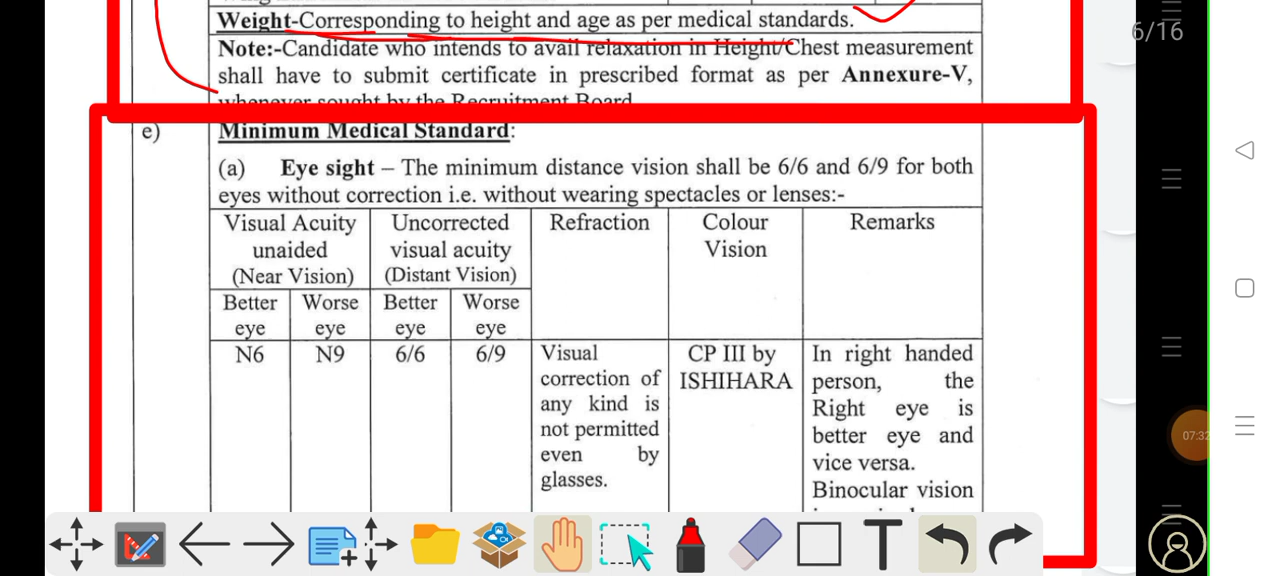 6/16
Weight-Corresponding to height and age as per medical standards.
Note:-Candidate who intends to avail relaxation in Height/Chest measurement
shall have to submit certificate in prescribed format as per Annexure-V,
whenever sought by the Recruitment Board
e) Minimum Medical Standard:
(a) Eye sight – The minimum distance vision shall be 6/6 and 6/9 for both
eyes without correction i.e. without wearing spectacles or lenses:-
Visual Acuity unaided (Near Vision)
Uncorrected visual acuity (Distant Vision)
Refraction
Colour Vision
Remarks
Better eye
Worse eye
Better eye
Worse eye
N6
N9
6/6
6/9
Visual
correction of
any kind is
not permitted
even by
glasses.
CP III by
ISHIHARA
In right handed
person, the
Right eye is
better eye and
vice versa.
Binocular vision
07:32
T